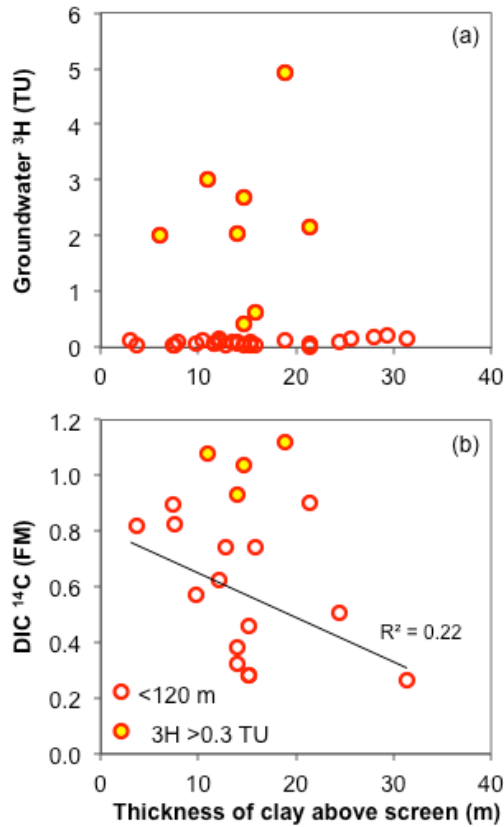 Groundwater ³H (TU)
6
5
4
3
2
1
0
(a)
0 10 20 30 40
DIC ¹⁴C (FM)
1.2
1.0
0.8
0.6
0.4
0.2
0.0
(b)
R² = 0.22
<120 m
3H >0.3 TU
0 10 20 30 40
Thickness of clay above screen (m)